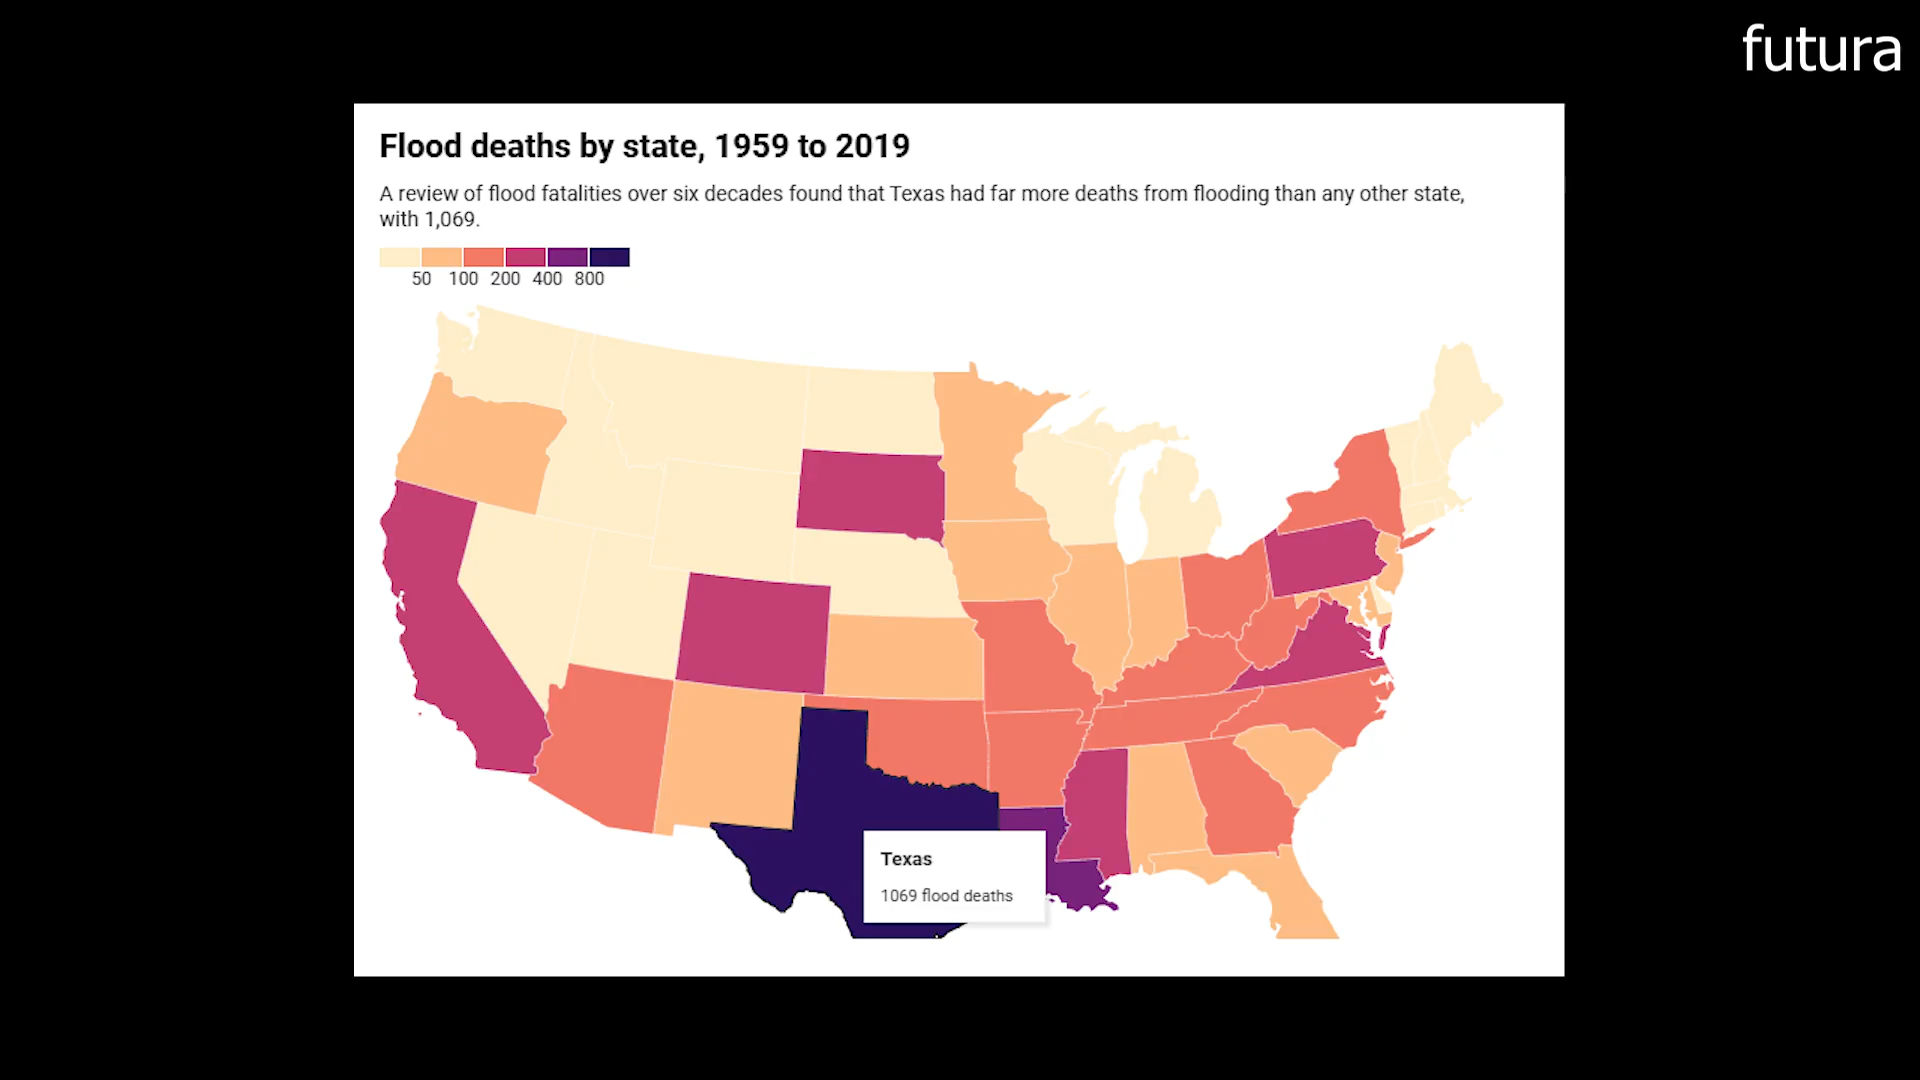 futura
Flood deaths by state, 1959 to 2019
A review of flood fatalities over six decades found that Texas had far more deaths from flooding than any other state,
with 1,069.
50 100 200 400 800
Texas
1069 flood deaths